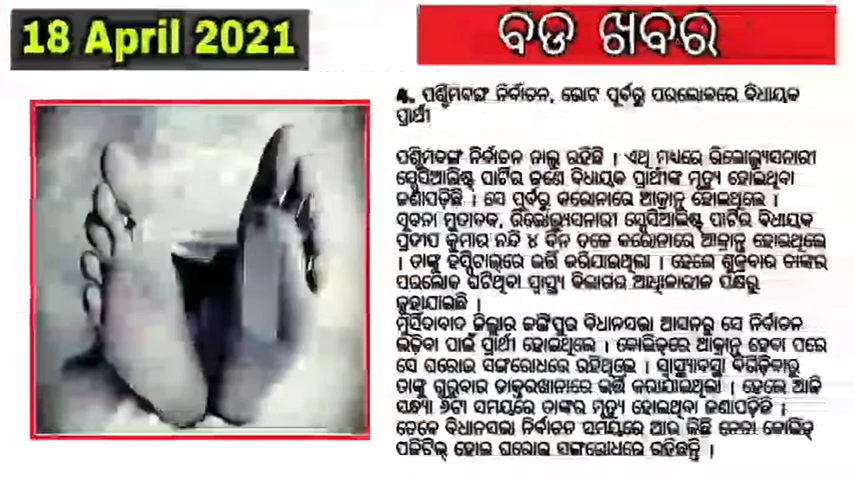 18 April 2021
ବଡ ଖବର
4. ପଶ୍ଚିମବଙ୍ଗ ନିର୍ବାଚନ, ଭୋଟ ପୂର୍ବରୁ ପରଲୋକରେ ବିଧାୟକ
ପ୍ରାର୍ଥୀ
ପଶ୍ଚିମବଙ୍ଗ ନିର୍ବାଚନ ଜାରୁ ରହିଛି । ଏଥି ମଧ୍ୟରେ ରିଭୋଲ୍ୟୁସନାରୀ
ସ୍ପେସିଆଲିଷ୍ଟ ପାର୍ଟିର ଜଣେ ବିଧାୟକ ପ୍ରାର୍ଥୀଙ୍କ ମୃତ୍ୟୁ ହୋଇଥିବା
ଜଣାପଡ଼ିଛି । ସେ ପୂର୍ବରୁ କରୋନାରେ ଆକ୍ରାନ୍ତ ହୋଇଥିଲେ ।
ସୂଚନା ମୁତାବକ, ରିଭୋଲ୍ୟୁସନାରୀ ସ୍ପେସିଆଲିଷ୍ଟ ପାର୍ଟିର ବିଧାୟକ
ପ୍ରଦୀପ କୁମାର ନନ୍ଦି ୪ ଦିନ ତଳେ କରୋନାରେ ଆକ୍ରାନ୍ତ ହୋଇଥିଲେ
। ତାଙ୍କୁ ହସ୍ପିଟାଲରେ ଭର୍ତ୍ତି କରିଯାଇଥିଲା । ହେଲେ ଶୁକ୍ରବାର ତାଙ୍କର
ପରଲୋକ ଘଟିଥିବା ସ୍ୱାସ୍ଥ୍ୟ ବିଭାଗର ଆଧିକାରୀକ ପକ୍ଷରୁ
କୁହାଯାଇଛି ।
ମୁର୍ସିଦାବାଦ ଜିଲ୍ଲାର ଜଙ୍ଗିପୁର ବିଧାନସଭା ଆସନରୁ ସେ ନିର୍ବାଚନ
ଲଢ଼ିବା ପାଇଁ ପ୍ରାର୍ଥୀ ହୋଇଥିଲେ । କୋଭିଡ୍‌ରେ ଆକ୍ରାନ୍ତ ହେବା ପରେ
ସେ ଘରୋଇ ସଙ୍ଗରୋଧରେ ରହିଥିଲେ । ସ୍ୱାସ୍ଥ୍ୟାବସ୍ଥା ବିଗିଡ଼ିବାରୁ
ତାଙ୍କୁ ଗୁରୁବାର ଡାକ୍ତରଖାନାରେ ଭର୍ତ୍ତି କରାଯାଇଥିଲା । ହେଲେ ଆଜି
ସନ୍ଧ୍ୟା ୬ଟା ସମୟରେ ତାଙ୍କର ମୃତ୍ୟୁ ହୋଇଥିବା ଜଣାପଡ଼ିଛି ।
ତେବେ ବିଧାନସଭା ନିର୍ବାଚନ ସମୟରେ ଆଉ କିଛି ନେତା କୋଭିଡ୍
ପଜିଟିଭ୍ ହୋଇ ଘରୋଇ ସଙ୍ଗରୋଧରେ ରହିଛନ୍ତି ।